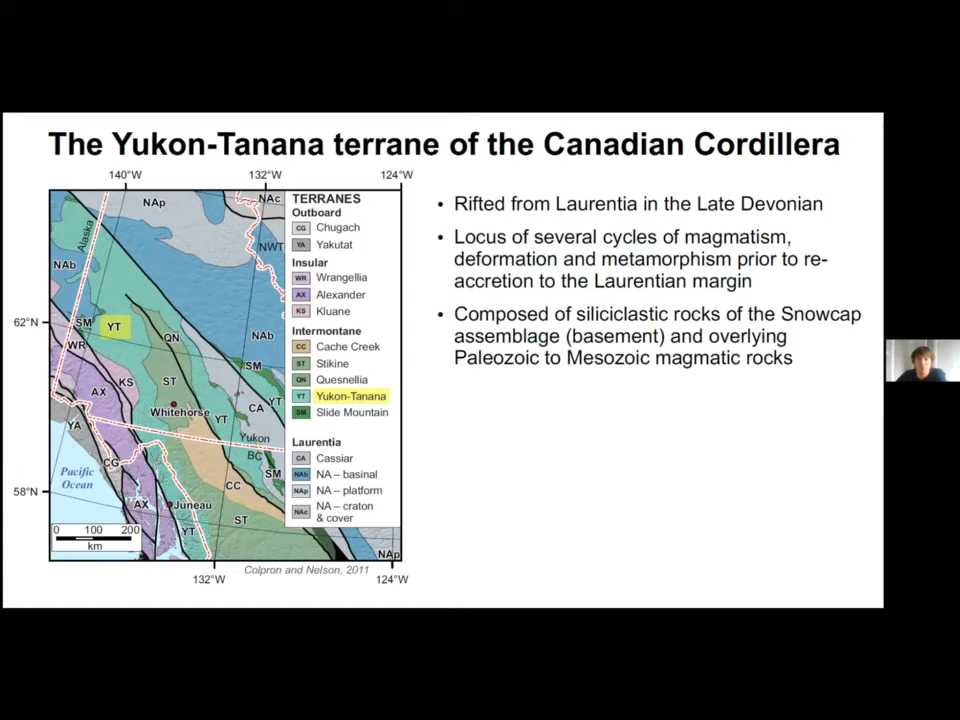 The Yukon-Tanana terrane of the Canadian Cordillera
140°W
132°W
124°W
62°N
58°N
132°W
124°W
NAp
NAc
Alaska
NWT
NAb
NAb
SM
YT
QN
WR
SM
KS
ST
AX
CA
YT
Whitehorse
YT
YA
Yukon
BC
CG
SM
Pacific
Ocean
CC
AX
Juneau
ST
YT
NAp
0 100 200
km
TERRANES
Outboard
CG Chugach
YA Yakutat
Insular
WR Wrangellia
AX Alexander
KS Kluane
Intermontane
CC Cache Creek
ST Stikine
QN Quesnellia
YT Yukon-Tanana
SM Slide Mountain
Laurentia
CA Cassiar
NAb NA – basinal
NAp NA – platform
NAc NA – craton
& cover
Colpron and Nelson, 2011
• Rifted from Laurentia in the Late Devonian
• Locus of several cycles of magmatism,
deformation and metamorphism prior to re-
accretion to the Laurentian margin
• Composed of siliciclastic rocks of the Snowcap
assemblage (basement) and overlying
Paleozoic to Mesozoic magmatic rocks